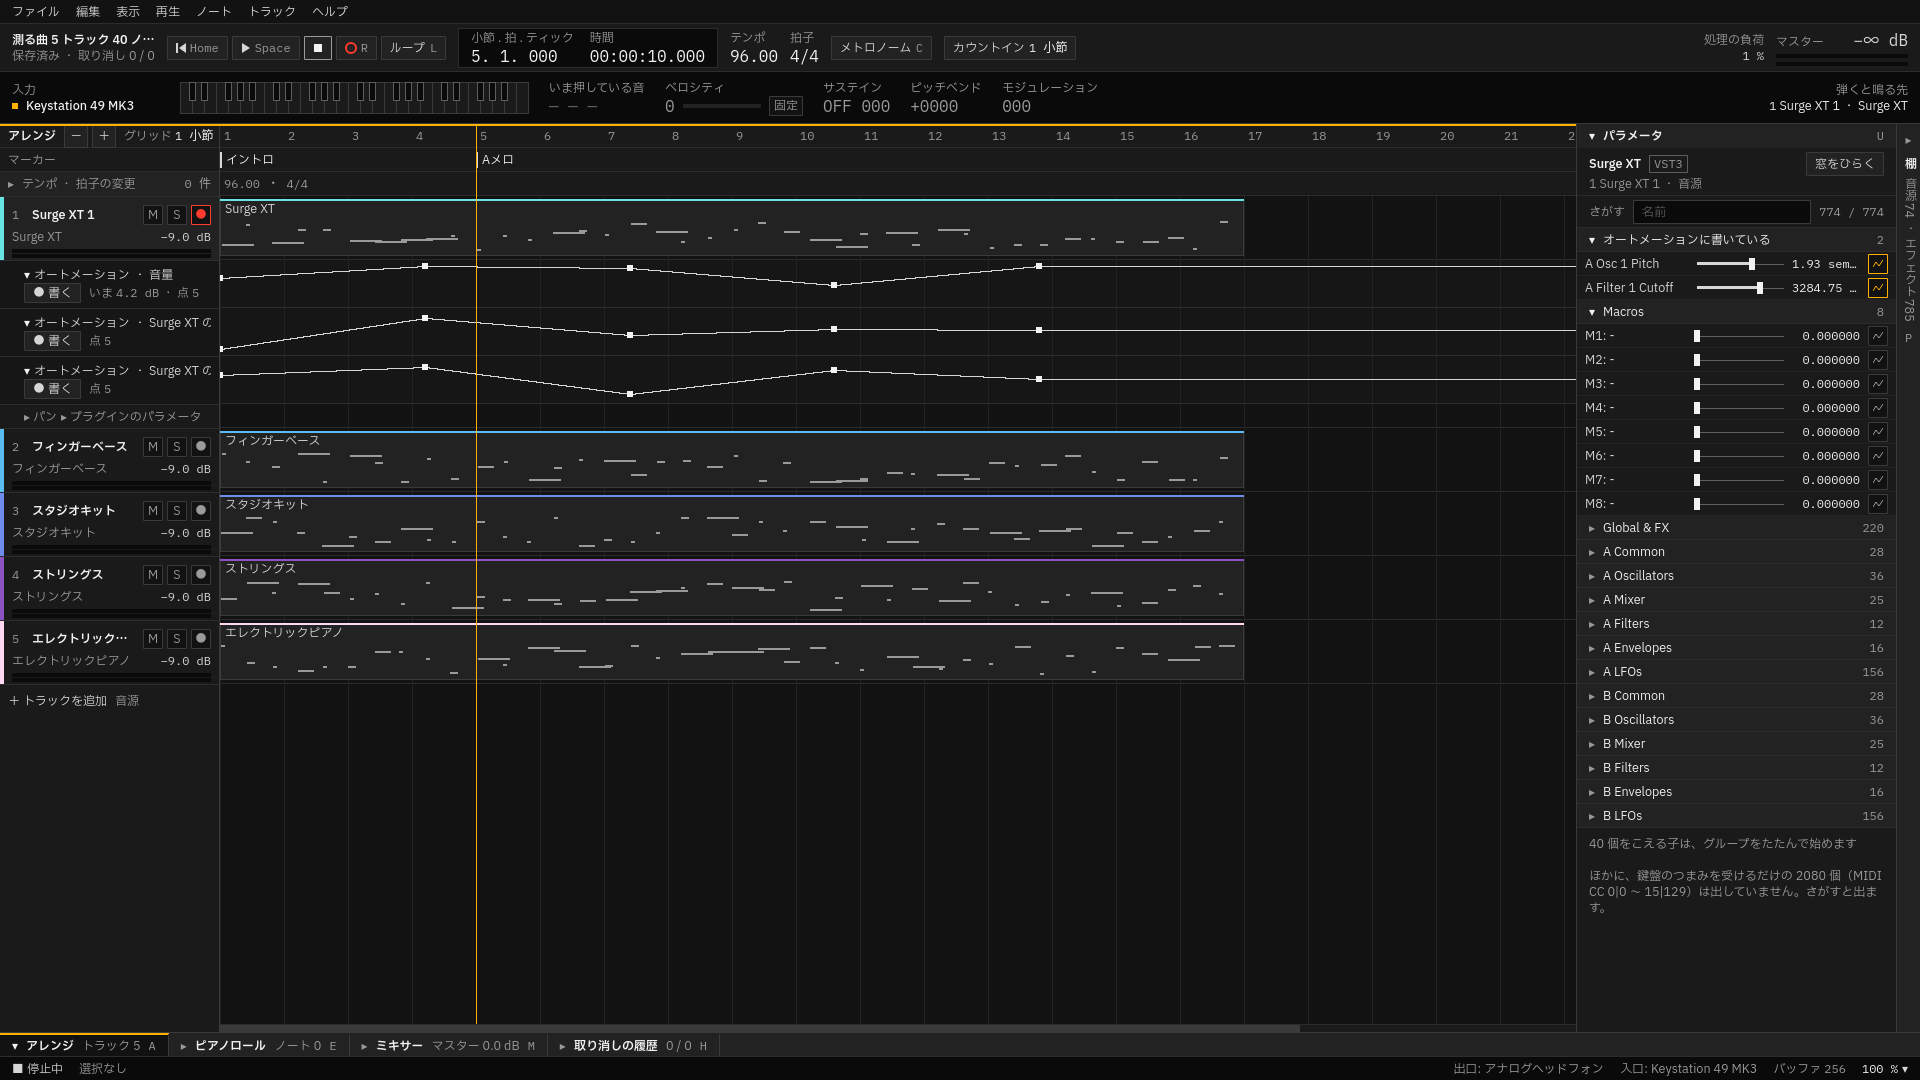 ファイル 編集 表示 再生 ノート トラック ヘルプ
測る曲 5 トラック 40 ノ…
保存済み · 取り消し 0 / 0
Home Space R ループ L
小節 . 拍 . ティック 時間
5. 1. 000 00:00:10.000
テンポ 拍子
96.00 4/4
メトロノーム C カウントイン 1 小節
処理の負荷
1 %
マスター −∞ dB
入力
Keystation 49 MK3
いま押している音
— — —
ベロシティ
0 固定
サステイン
OFF 000
ピッチベンド
+0000
モジュレーション
000
弾くと鳴る先
1 Surge XT 1 · Surge XT
アレンジ − + グリッド 1 小節
1 2 3 4 5 6 7 8 9 10 11 12 13 14 15 16 17 18 19 20 21 2
マーカー
イントロ Aメロ
▸ テンポ · 拍子の変更 0 件
96.00 · 4/4
1 Surge XT 1 M S
Surge XT −9.0 dB
Surge XT
▾ オートメーション · 音量
書く いま 4.2 dB · 点 5
▾ オートメーション · Surge XT の
書く 点 5
▾ オートメーション · Surge XT の
書く 点 5
▸ パン ▸ プラグインのパラメータ
2 フィンガーベース M S
フィンガーベース −9.0 dB
フィンガーベース
3 スタジオキット M S
スタジオキット −9.0 dB
スタジオキット
4 ストリングス M S
ストリングス −9.0 dB
ストリングス
5 エレクトリック… M S
エレクトリックピアノ −9.0 dB
エレクトリックピアノ
+ トラックを追加 音源
▾ パラメータ U
Surge XT VST3 窓をひらく
1 Surge XT 1 · 音源
さがす 名前 774 / 774
▾ オートメーションに書いている 2
A Osc 1 Pitch 1.93 sem…
A Filter 1 Cutoff 3284.75 …
▾ Macros 8
M1: - 0.000000
M2: - 0.000000
M3: - 0.000000
M4: - 0.000000
M5: - 0.000000
M6: - 0.000000
M7: - 0.000000
M8: - 0.000000
▸ Global & FX 220
▸ A Common 28
▸ A Oscillators 36
▸ A Mixer 25
▸ A Filters 12
▸ A Envelopes 16
▸ A LFOs 156
▸ B Common 28
▸ B Oscillators 36
▸ B Mixer 25
▸ B Filters 12
▸ B Envelopes 16
▸ B LFOs 156
40 個をこえる子は、グループをたたんで始めます
ほかに、鍵盤のつまみを受けるだけの 2080 個（MIDI
CC 0|0 ～ 15|129）は出していません。さがすと出ま
す。
▸ 棚 音源 74 · エフェクト 785 P
▾ アレンジ トラック 5 A ▸ ピアノロール ノート 0 E ▸ ミキサー マスター 0.0 dB M ▸ 取り消しの履歴 0 / 0 H
停止中 選択なし
出口: アナログヘッドフォン 入口: Keystation 49 MK3 バッファ 256 100 % ▾